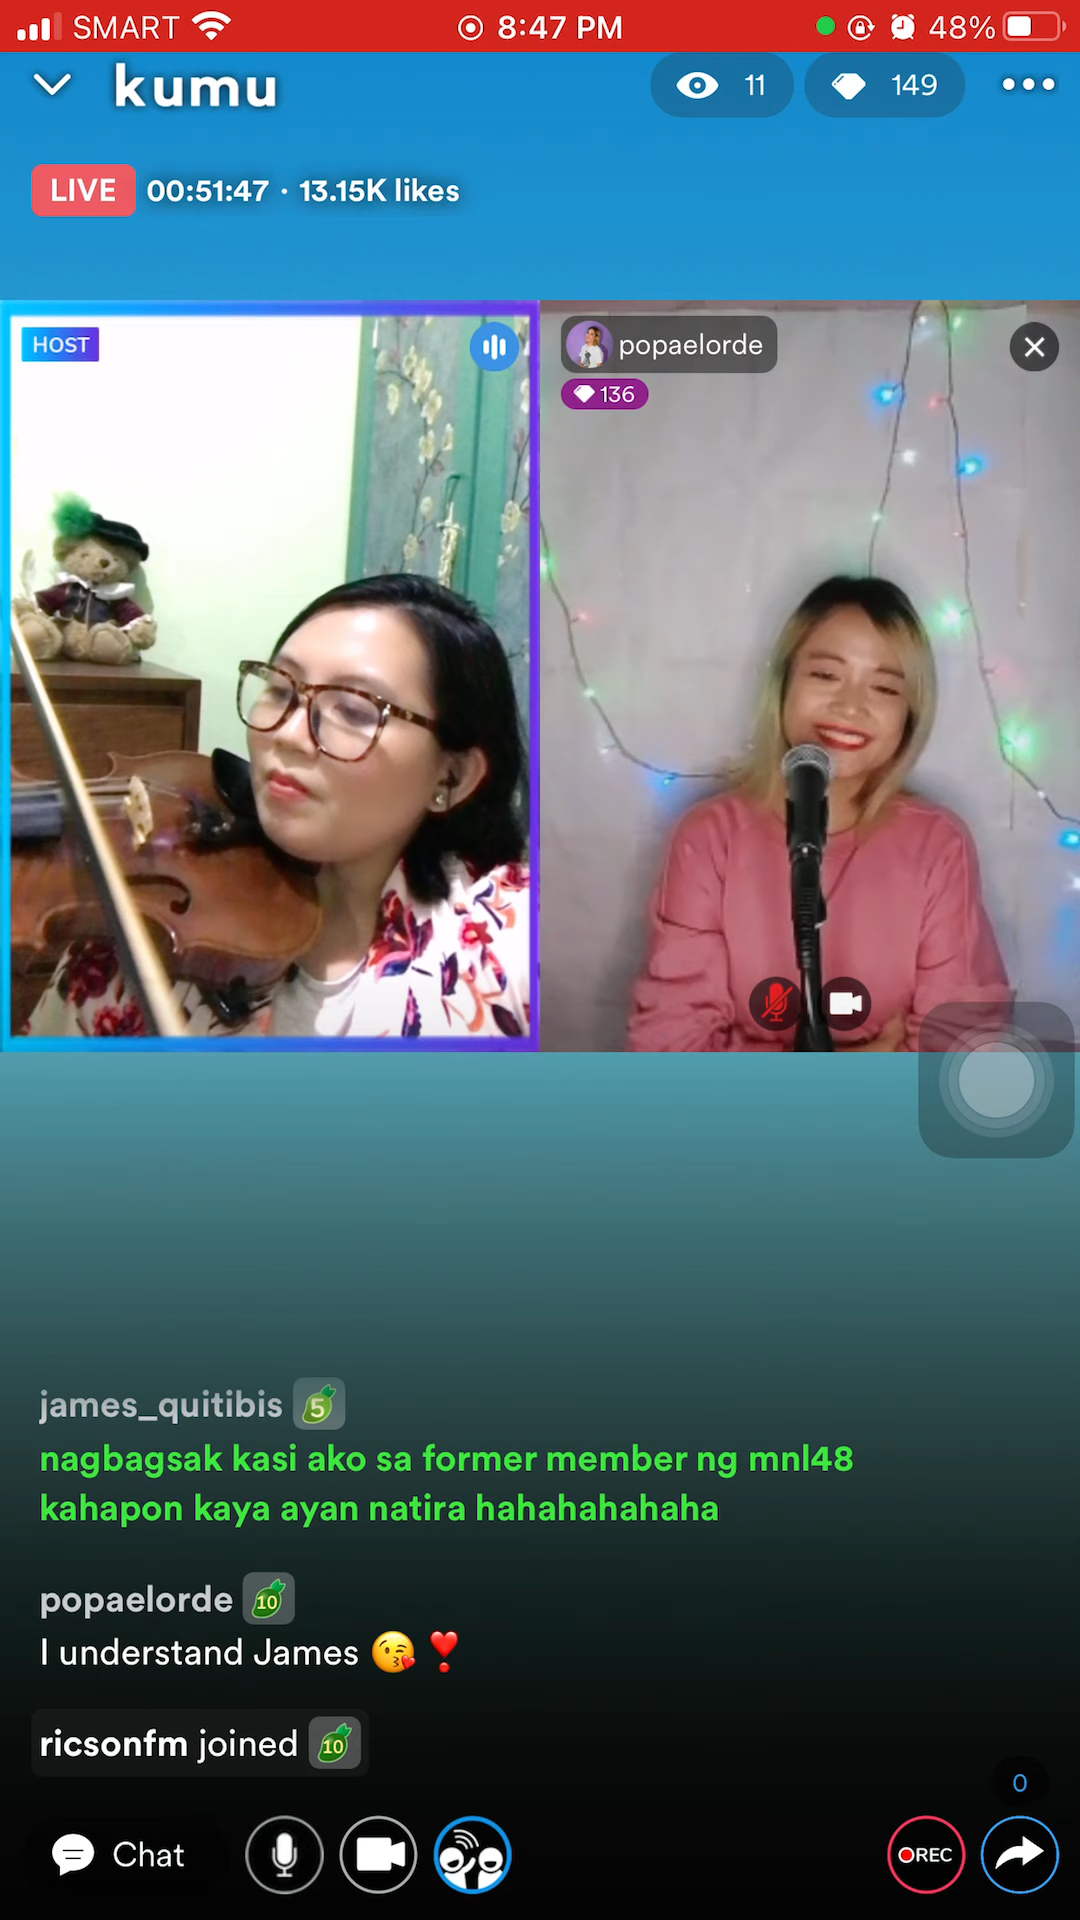 SMART 8:47 PM 48%
kumu 11 149
LIVE 00:51:47 · 13.15K likes
HOST
popaelorde
136
james_quitibis 5
nagbagsak kasi ako sa former member ng mnl48
kahapon kaya ayan natira hahahahahaha
popaelorde 10
I understand James 😘❣️
ricsonfm joined 10
0
Chat
REC